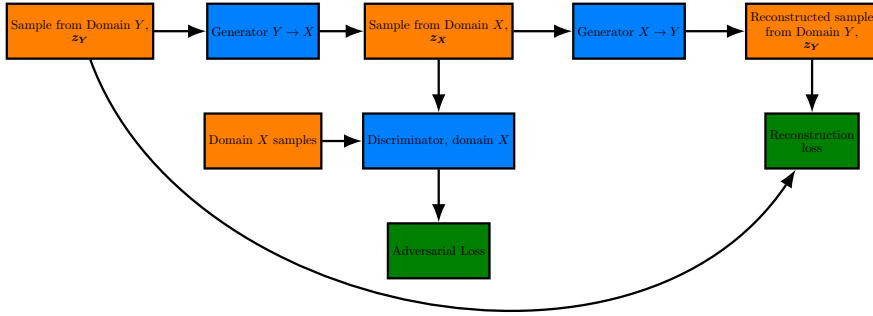 Sample from Domain Y,
z_Y
Generator Y → X
Sample from Domain X,
z_X
Generator X → Y
Reconstructed sample
from Domain Y,
z_Y
Domain X samples
Discriminator, domain X
Reconstruction
loss
Adversarial Loss